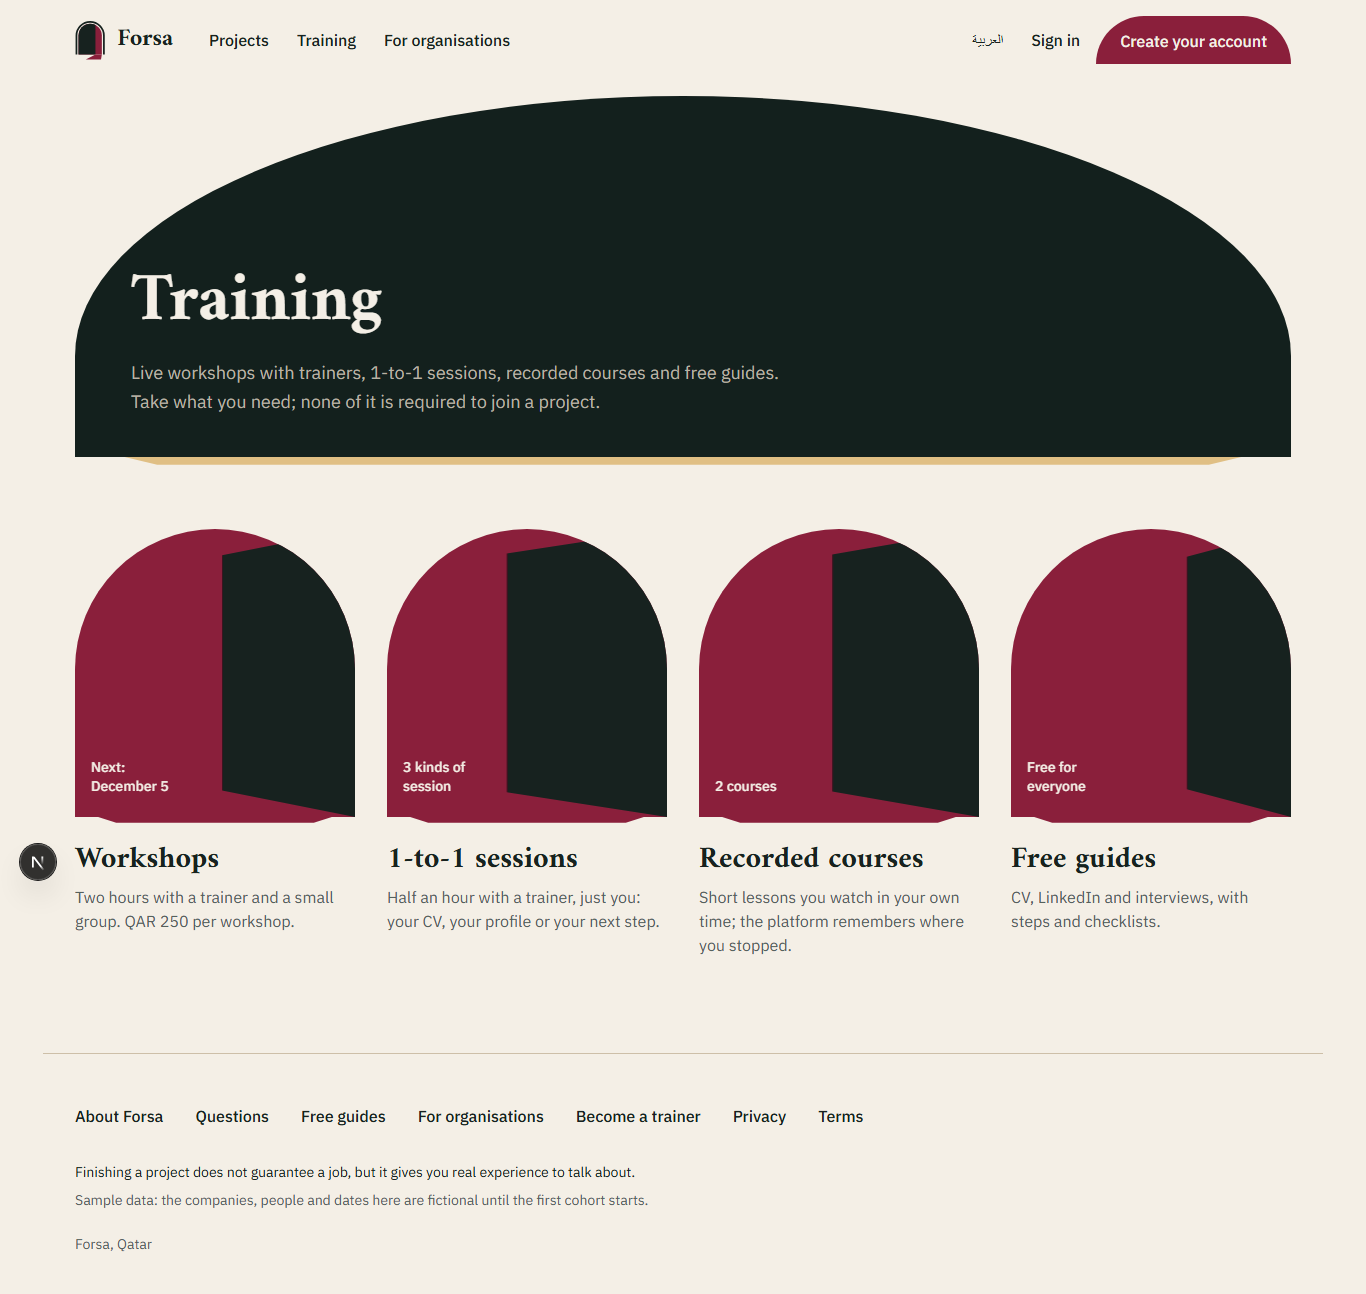 Forsa
Projects
Training
For organisations
العربية
Sign in
Create your account
Training
Live workshops with trainers, 1-to-1 sessions, recorded courses and free guides.
Take what you need; none of it is required to join a project.
Next:
December 5
3 kinds of
session
2 courses
Free for
everyone
Workshops
Two hours with a trainer and a small
group. QAR 250 per workshop.
1-to-1 sessions
Half an hour with a trainer, just you:
your CV, your profile or your next step.
Recorded courses
Short lessons you watch in your own
time; the platform remembers where
you stopped.
Free guides
CV, LinkedIn and interviews, with
steps and checklists.
N
About Forsa
Questions
Free guides
For organisations
Become a trainer
Privacy
Terms
Finishing a project does not guarantee a job, but it gives you real experience to talk about.
Sample data: the companies, people and dates here are fictional until the first cohort starts.
Forsa, Qatar